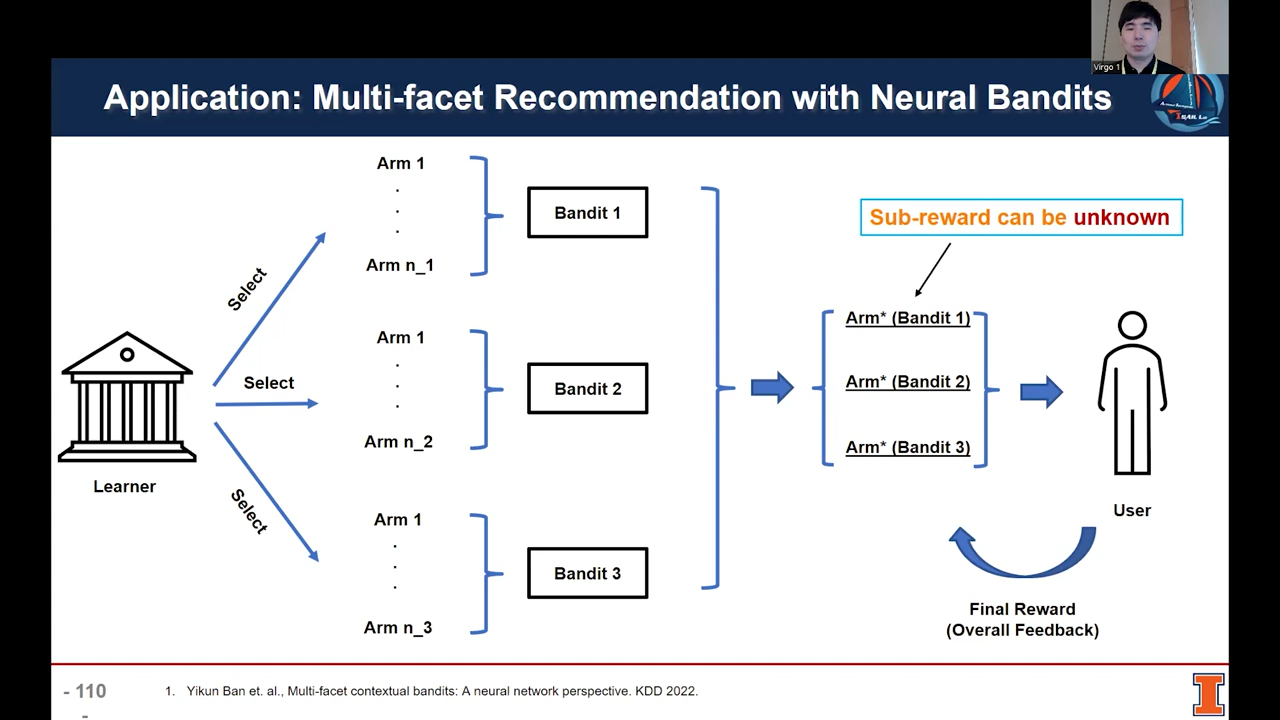 Virgo 1
Application: Multi-facet Recommendation with Neural Bandits
Arm 1
.
.
.
Arm n_1
Bandit 1
Select
Arm 1
.
.
.
Arm n_2
Bandit 2
Select
Arm 1
.
.
.
Arm n_3
Bandit 3
Select
Learner
Sub-reward can be unknown
Arm* (Bandit 1)
Arm* (Bandit 2)
Arm* (Bandit 3)
User
Final Reward
(Overall Feedback)
- 110
-
1. Yikun Ban et. al., Multi-facet contextual bandits: A neural network perspective. KDD 2022.